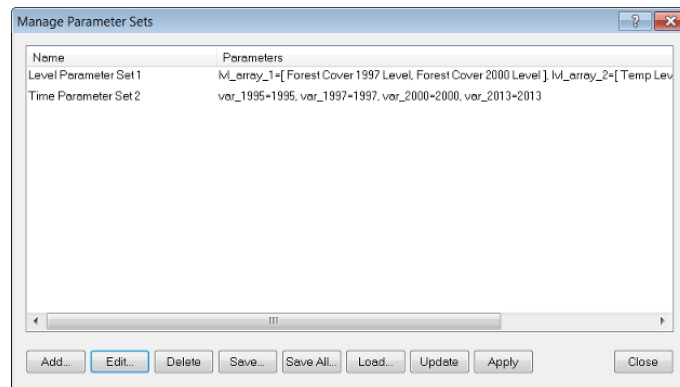 Manage Parameter Sets
Name Parameters
Level Parameter Set 1 lvl_array_1=[ Forest Cover 1997 Level, Forest Cover 2000 Level ], lvl_array_2=[ Temp Lev
Time Parameter Set 2 var_1995=1995, var_1997=1997, var_2000=2000, var_2013=2013
Add... Edit... Delete Save... Save All... Load... Update Apply Close